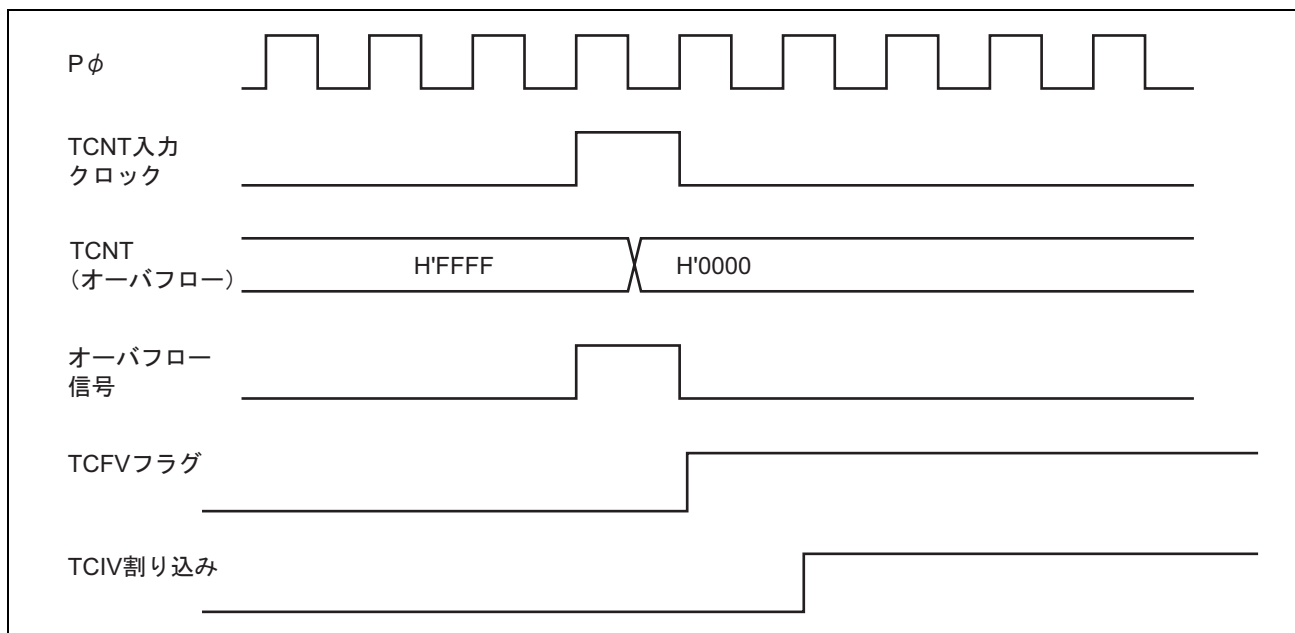 Pφ
TCNT入力
クロック
TCNT
（オーバフロー）
H'FFFF
H'0000
オーバフロー
信号
TCFVフラグ
TCIV割り込み